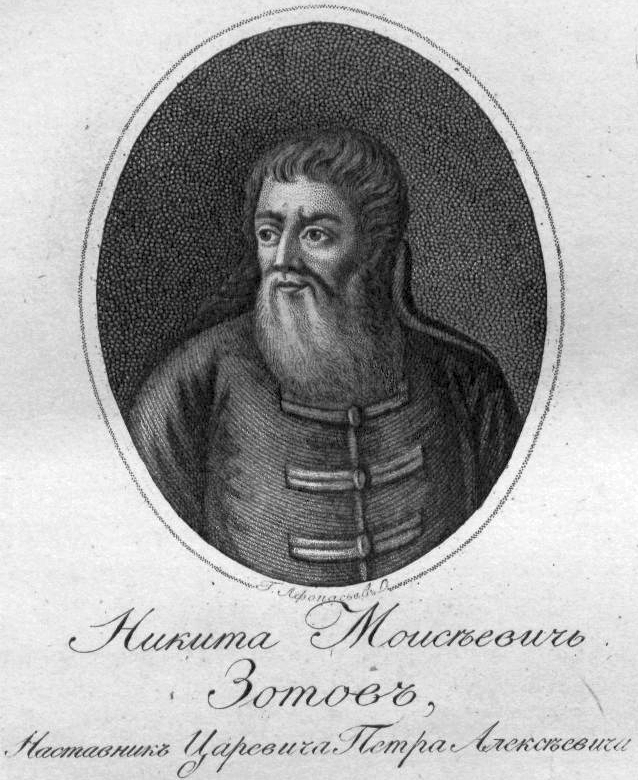 Г. Афонасьевъ
Никита Моисѣевичь
Зотовъ,
Наставникъ Царевича Петра Алексѣевича